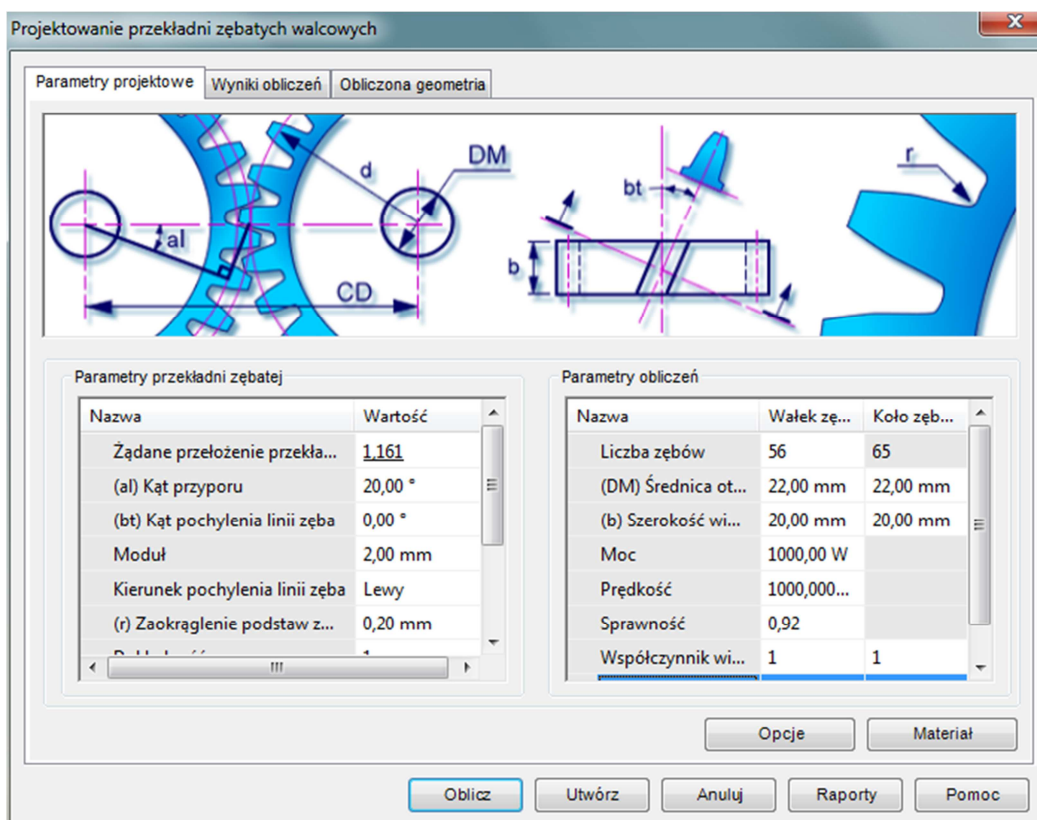 Projektowanie przekładni zębatych walcowych
Parametry projektowe Wyniki obliczeń Obliczona geometria
al
d
DM
CD
b
bt
r
Parametry przekładni zębatej
Nazwa Wartość
Żądane przełożenie przekła... 1,161
(al) Kąt przyporu 20,00 °
(bt) Kąt pochylenia linii zęba 0,00 °
Moduł 2,00 mm
Kierunek pochylenia linii zęba Lewy
(r) Zaokrąglenie podstaw z... 0,20 mm
Parametry obliczeń
Nazwa Wałek zę... Koło zęb...
Liczba zębów 56 65
(DM) Średnica ot... 22,00 mm 22,00 mm
(b) Szerokość wi... 20,00 mm 20,00 mm
Moc 1000,00 W
Prędkość 1000,000...
Sprawność 0,92
Współczynnik wi... 1 1
Opcje Materiał
Oblicz Utwórz Anuluj Raporty Pomoc